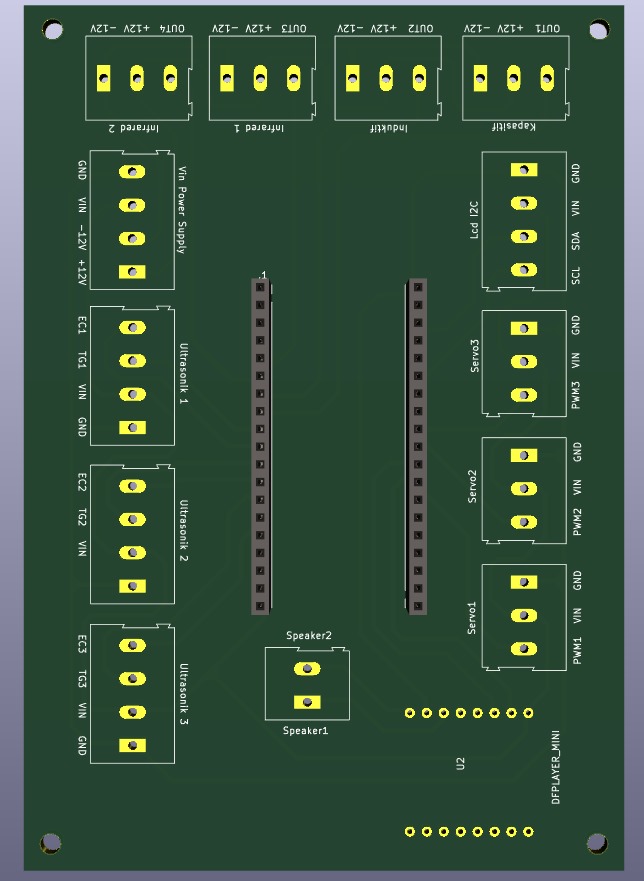 -12V +12V OUT4
-12V +12V OUT3
-12V +12V OUT2
-12V +12V OUT1
Infrared 2
Infrared 1
Induktif
Kapasitif
GND
VIN
-12V
+12V
Vin Power Supply
GND
VIN
SDA
SCL
Lcd I2C
1
EC1
TG1
VIN
GND
Ultrasonik 1
Servo3
GND
VIN
PWM3
EC2
TG2
VIN
Ultrasonik 2
Servo2
GND
VIN
PWM2
Servo1
GND
VIN
PWM1
EC3
TG3
VIN
GND
Ultrasonik 3
Speaker2
Speaker1
U2
DFPLAYER_MINI